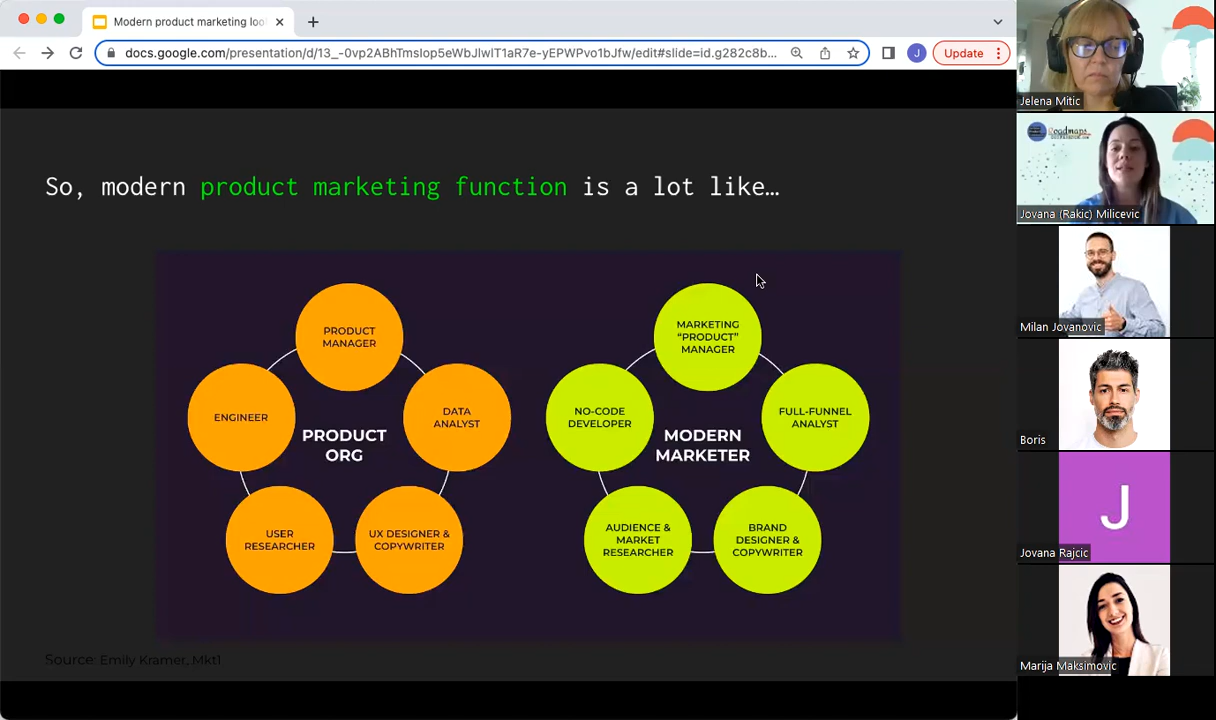 Modern product marketing loo
docs.google.com/presentation/d/13_-0vp2ABhTmsIop5eWbJlwIT1aR7e-yEPWPvo1bJfw/edit#slide=id.g282c8b...
J
Update
So, modern product marketing function is a lot like…
PRODUCT
MANAGER
ENGINEER
DATA
ANALYST
PRODUCT
ORG
USER
RESEARCHER
UX DESIGNER &
COPYWRITER
MARKETING
“PRODUCT”
MANAGER
NO-CODE
DEVELOPER
FULL-FUNNEL
ANALYST
MODERN
MARKETER
AUDIENCE &
MARKET
RESEARCHER
BRAND
DESIGNER &
COPYWRITER
Source: Emily Kramer, Mkt1
Jelena Mitic
Roadmaps
Jovana (Rakic) Milicevic
Milan Jovanovic
Boris
J
Jovana Rajcic
Marija Maksimovic